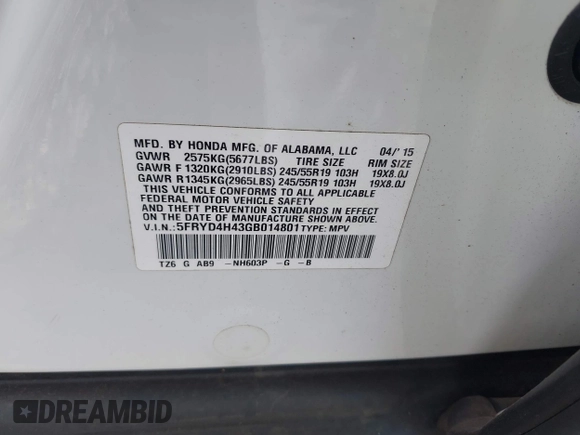 MFD. BY HONDA MFG. OF ALABAMA, LLC 04/'15
GVWR 2575KG(5677LBS) TIRE SIZE RIM SIZE
GAWR F 1320KG(2910LBS) 245/55R19 103H 19X8.0J
GAWR R1345KG(2965LBS) 245/55R19 103H 19X8.0J
THIS VEHICLE CONFORMS TO ALL APPLICABLE
FEDERAL MOTOR VEHICLE SAFETY
AND THEFT PREVENTION STANDARDS IN EFFECT
ON THE DATE OF MANUFACTURE SHOWN ABOVE.
V.I.N.: 5FRYD4H43GB014801 TYPE: MPV
TZ6 G AB9 -NH603P -G -B
DREAMBID